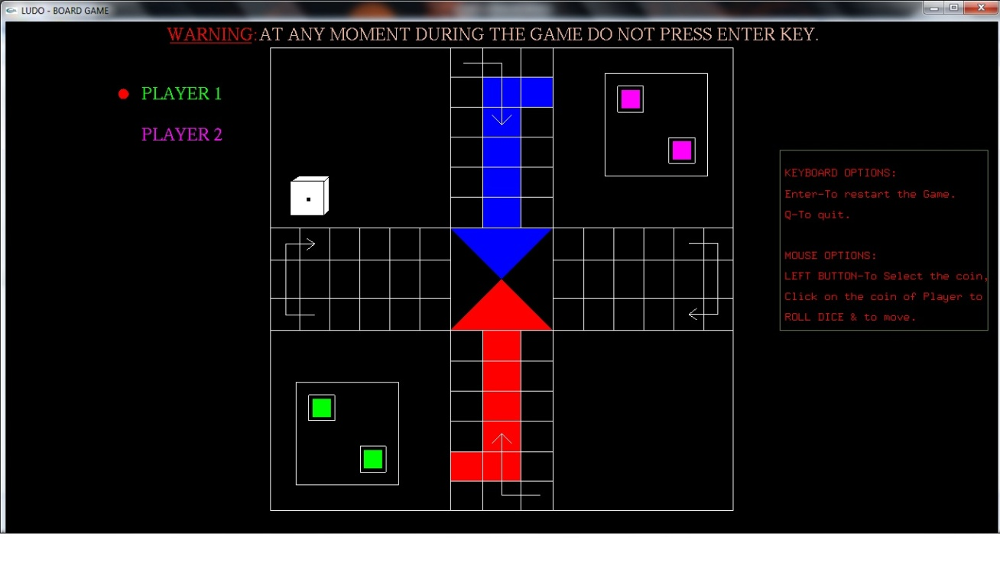 LUDO - BOARD GAME
WARNING:AT ANY MOMENT DURING THE GAME DO NOT PRESS ENTER KEY.
PLAYER 1
PLAYER 2
KEYBOARD OPTIONS:
Enter-To restart the Game.
Q-To quit.
MOUSE OPTIONS:
LEFT BUTTON-To Select the coin,
Click on the coin of Player to
ROLL DICE & to move.